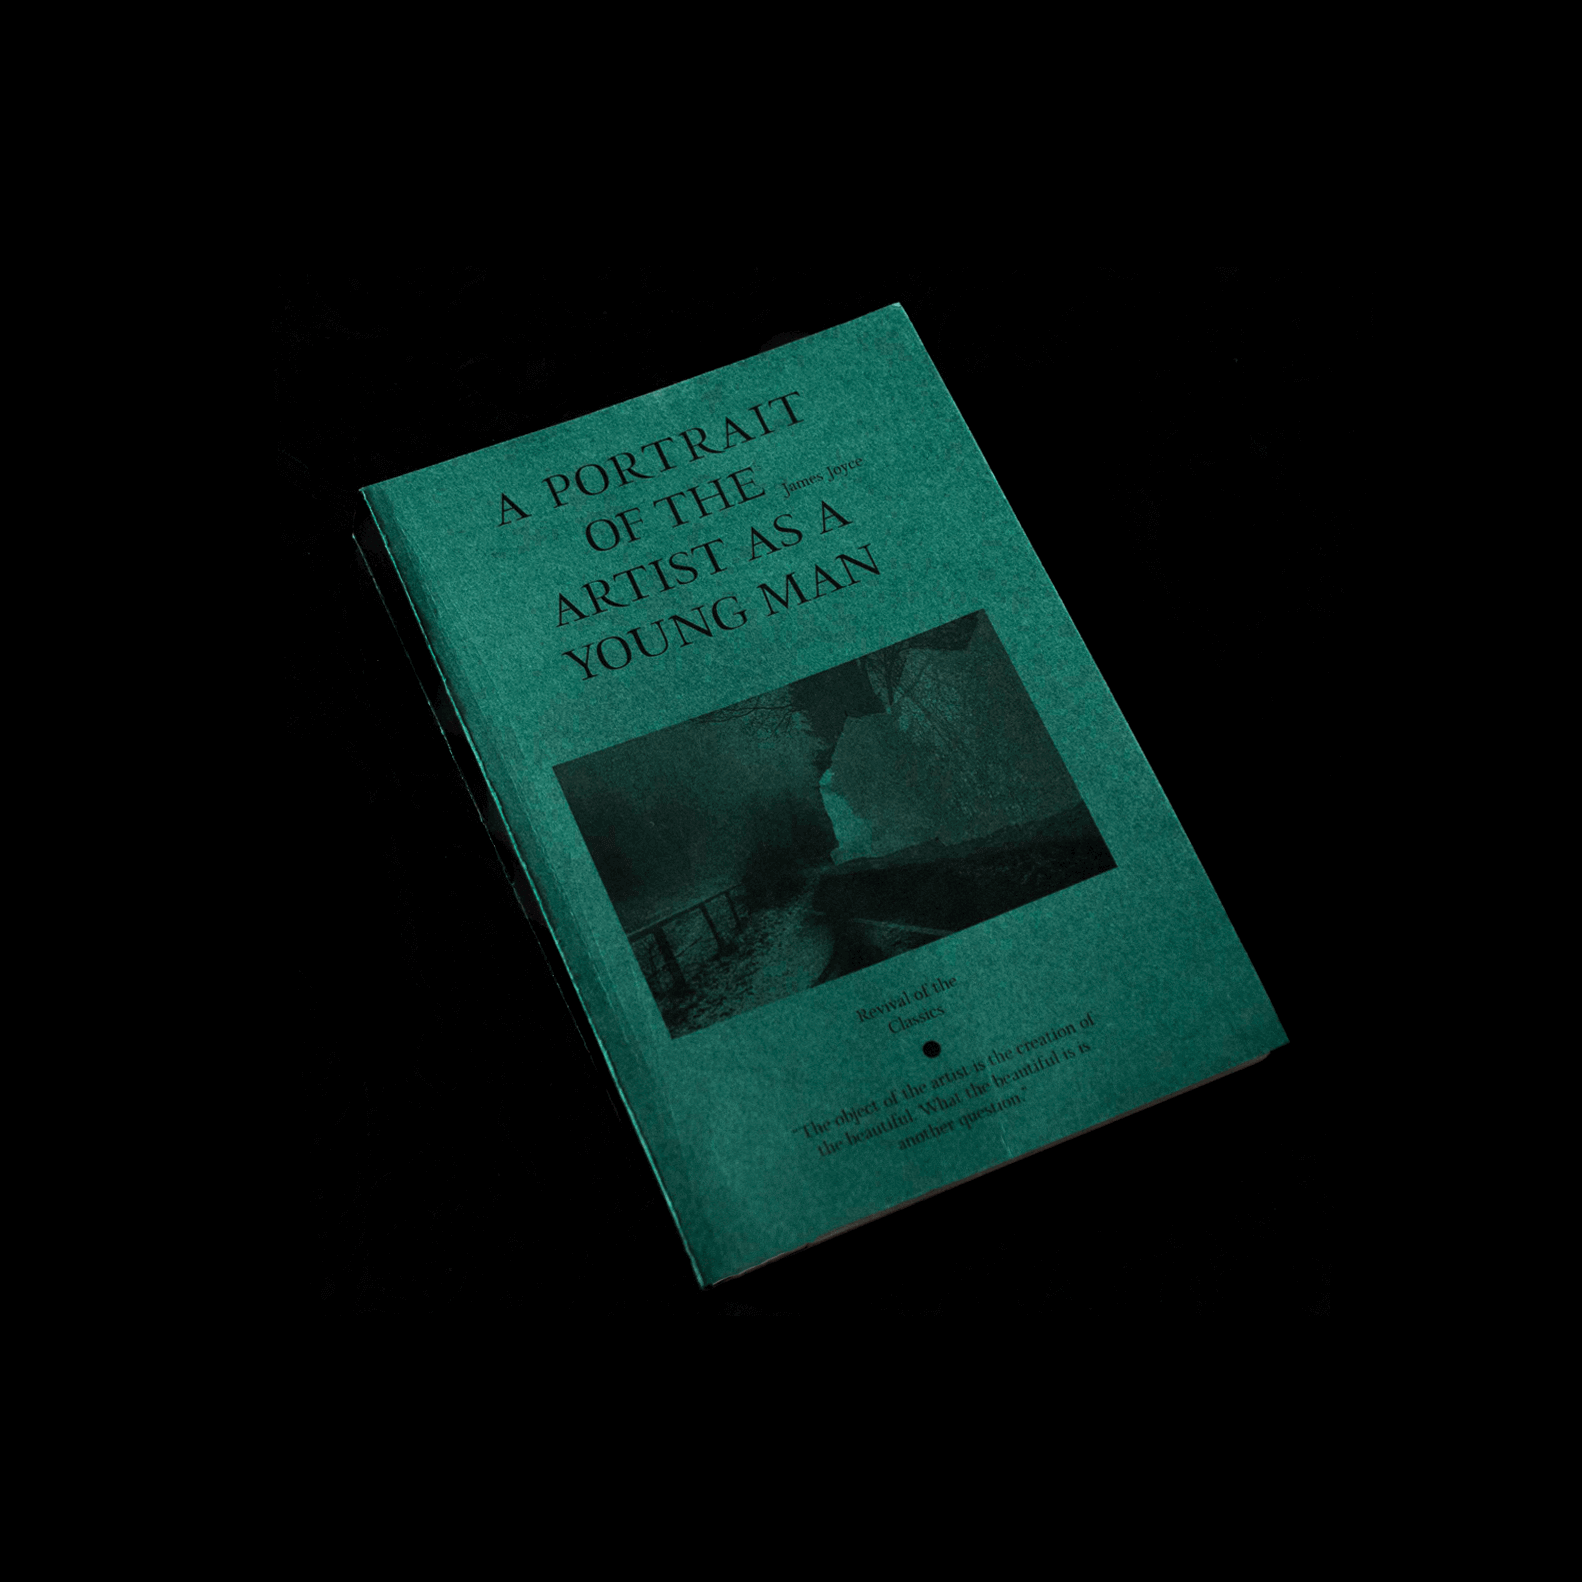 A PORTRAIT
OF THE
James Joyce
ARTIST AS A
YOUNG MAN
Revival of the
Classics
"The object of the artist is the creation of
the beautiful. What the beautiful is is
another question."